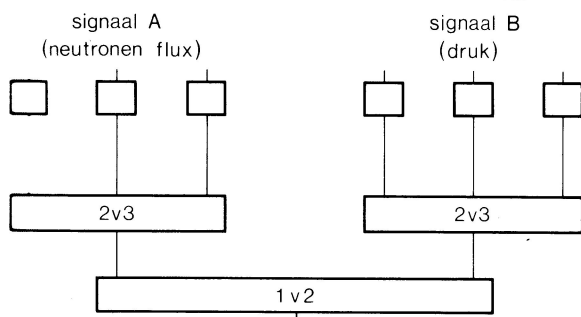 signaal A
(neutronen flux)
signaal B
(druk)
2v3
2v3
1v2